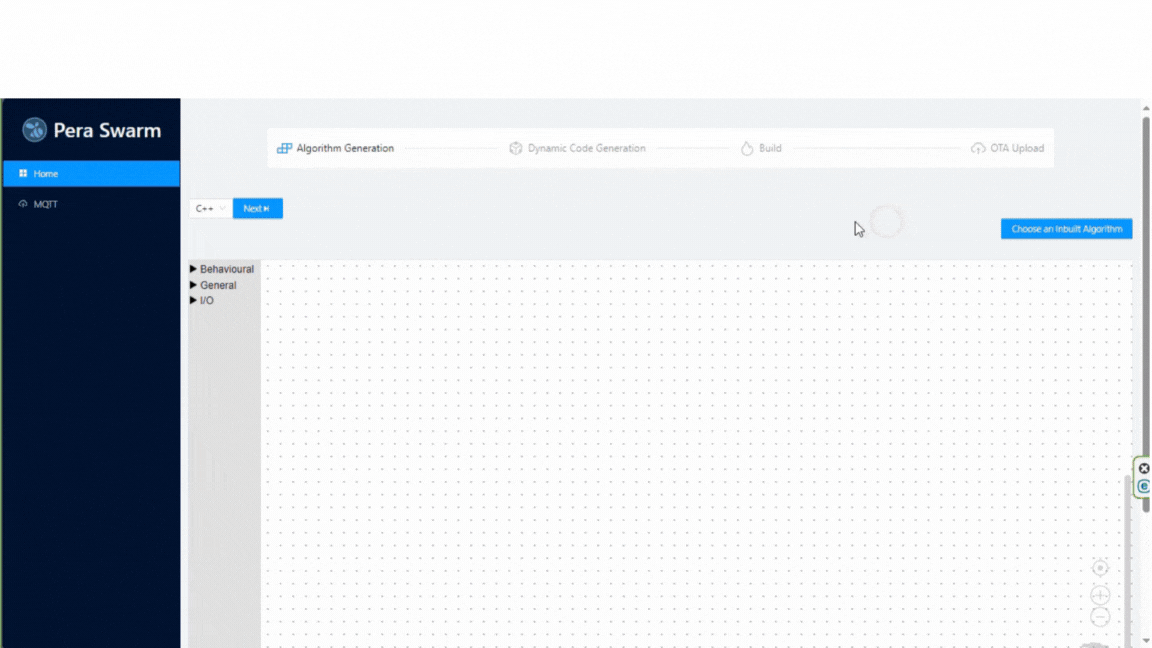 Pera Swarm
Home
MQTT
Algorithm Generation
Dynamic Code Generation
Build
OTA Upload
C++
Next
Choose an Inbuilt Algorithm
Behavioural
General
I/O